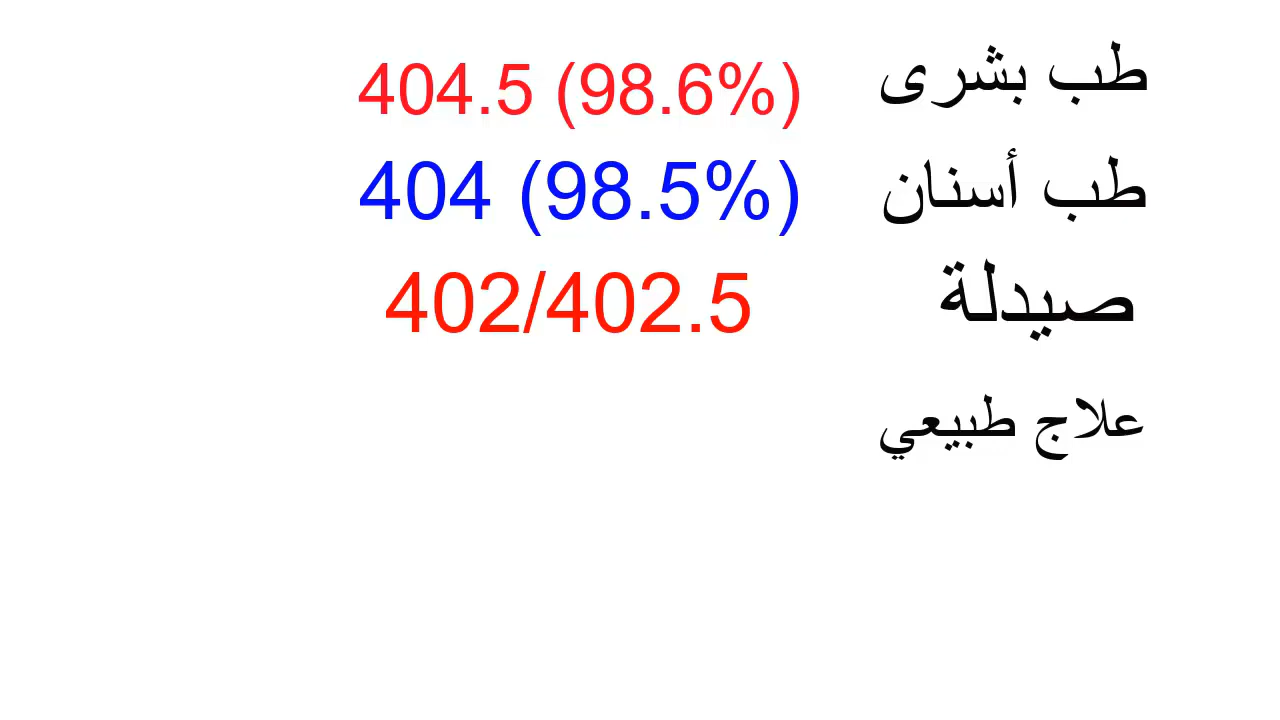 طب بشرى 404.5 (98.6%)
طب أسنان 404 (98.5%)
صيدلة 402/402.5
علاج طبيعي